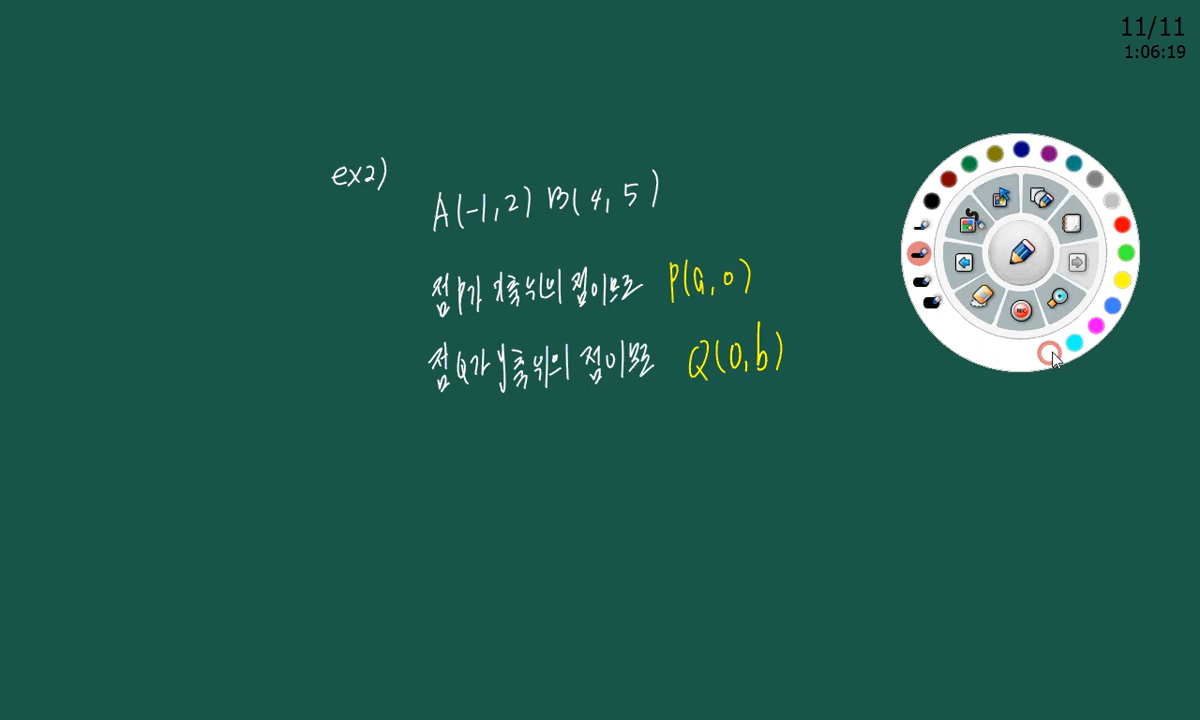 11/11
1:06:19
ex2)
A(-1,2) B(4,5)
점 P가 x축 위의 점이므로 P(a,0)
점 Q가 y축 위의 점이므로 Q(0,b)
REC